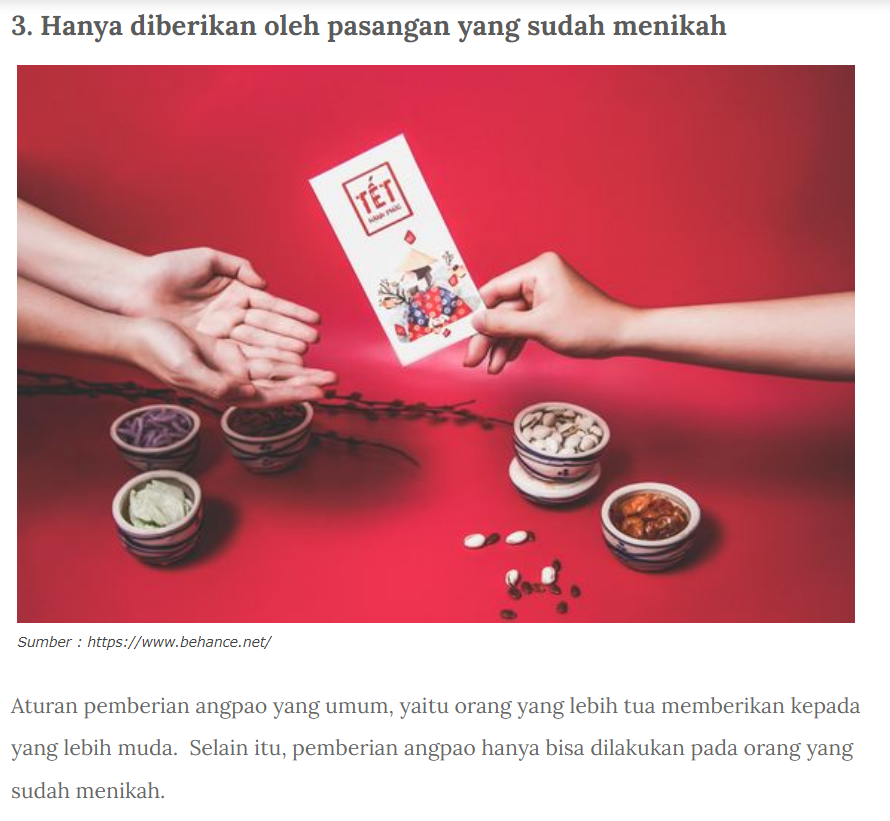 3. Hanya diberikan oleh pasangan yang sudah menikah
TẾT
HẠNH PHÚC
Sumber : https://www.behance.net/
Aturan pemberian angpao yang umum, yaitu orang yang lebih tua memberikan kepada
yang lebih muda.  Selain itu, pemberian angpao hanya bisa dilakukan pada orang yang
sudah menikah.